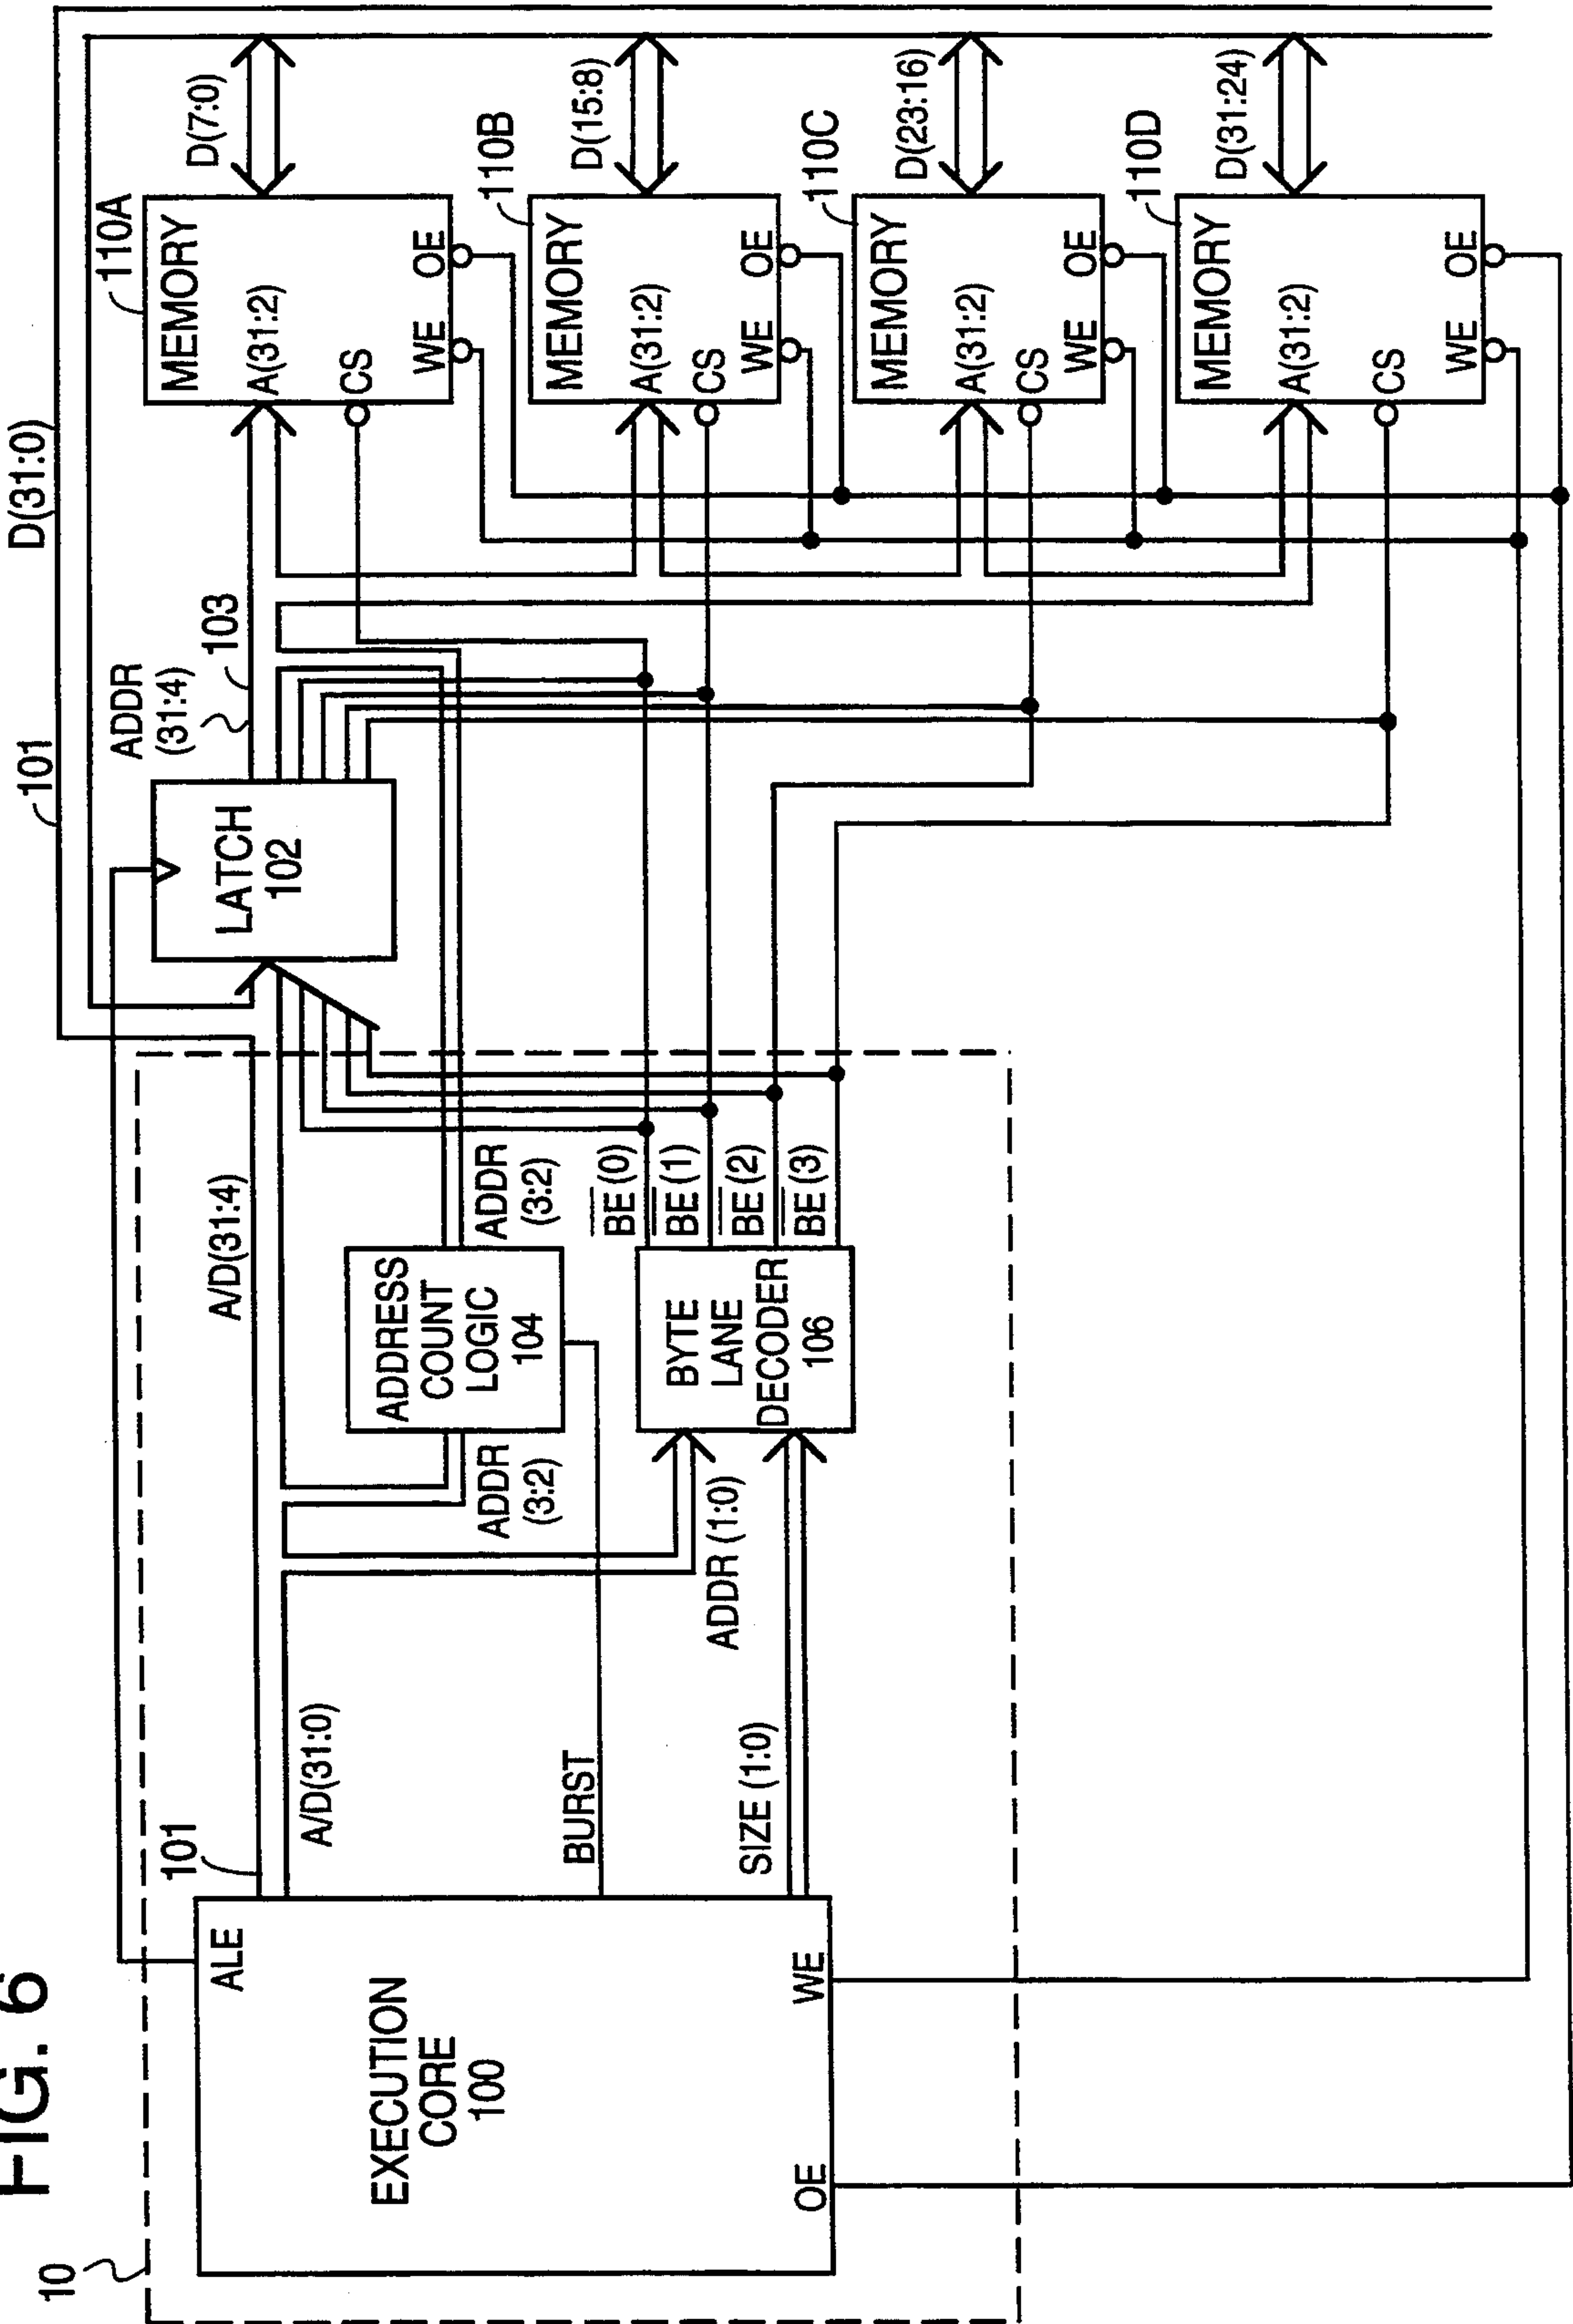 FIG. 6
10
EXECUTION
CORE
100
ALE
OE
WE
101
A/D(31:0)
BURST
SIZE (1:0)
A/D(31:4)
ADDR
(3:2)
ADDR (1:0)
ADDRESS
COUNT
LOGIC
104
BYTE
LANE
DECODER
106
ADDR
(3:2)
BE (0)
BE (1)
BE (2)
BE (3)
101
D(31:0)
LATCH
102
ADDR
(31:4)
103
110A
MEMORY
A(31:2)
CS
WE
OE
D(7:0)
110B
MEMORY
A(31:2)
CS
WE
OE
D(15:8)
110C
MEMORY
A(31:2)
CS
WE
OE
D(23:16)
110D
MEMORY
A(31:2)
CS
WE
OE
D(31:24)